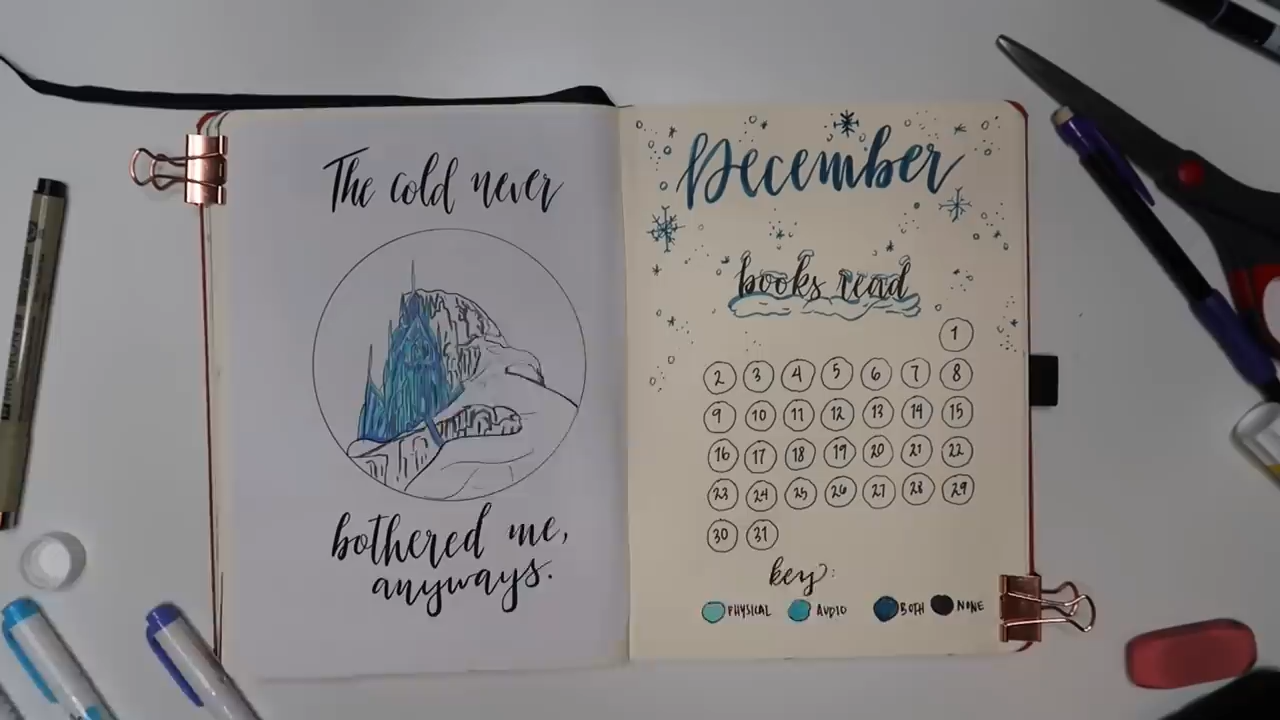 The cold never
bothered me,
anyways.
December
books read
1
2 3 4 5 6 7 8
9 10 11 12 13 14 15
16 17 18 19 20 21 22
23 24 25 26 27 28 29
30 31
key:
PHYSICAL AUDIO BOTH NONE